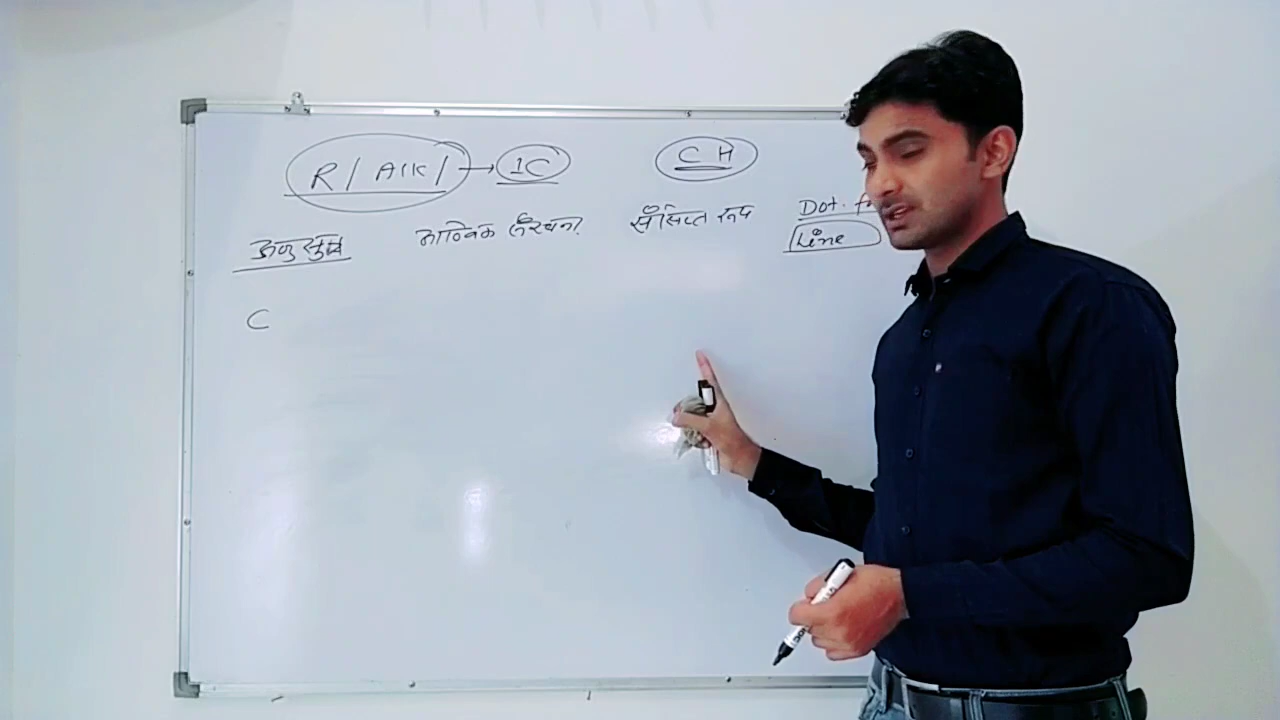 R / Alk / → 1C CH
अणु सूत्र आण्विक संरचना संक्षिप्त रूप Dot. f
Line
C